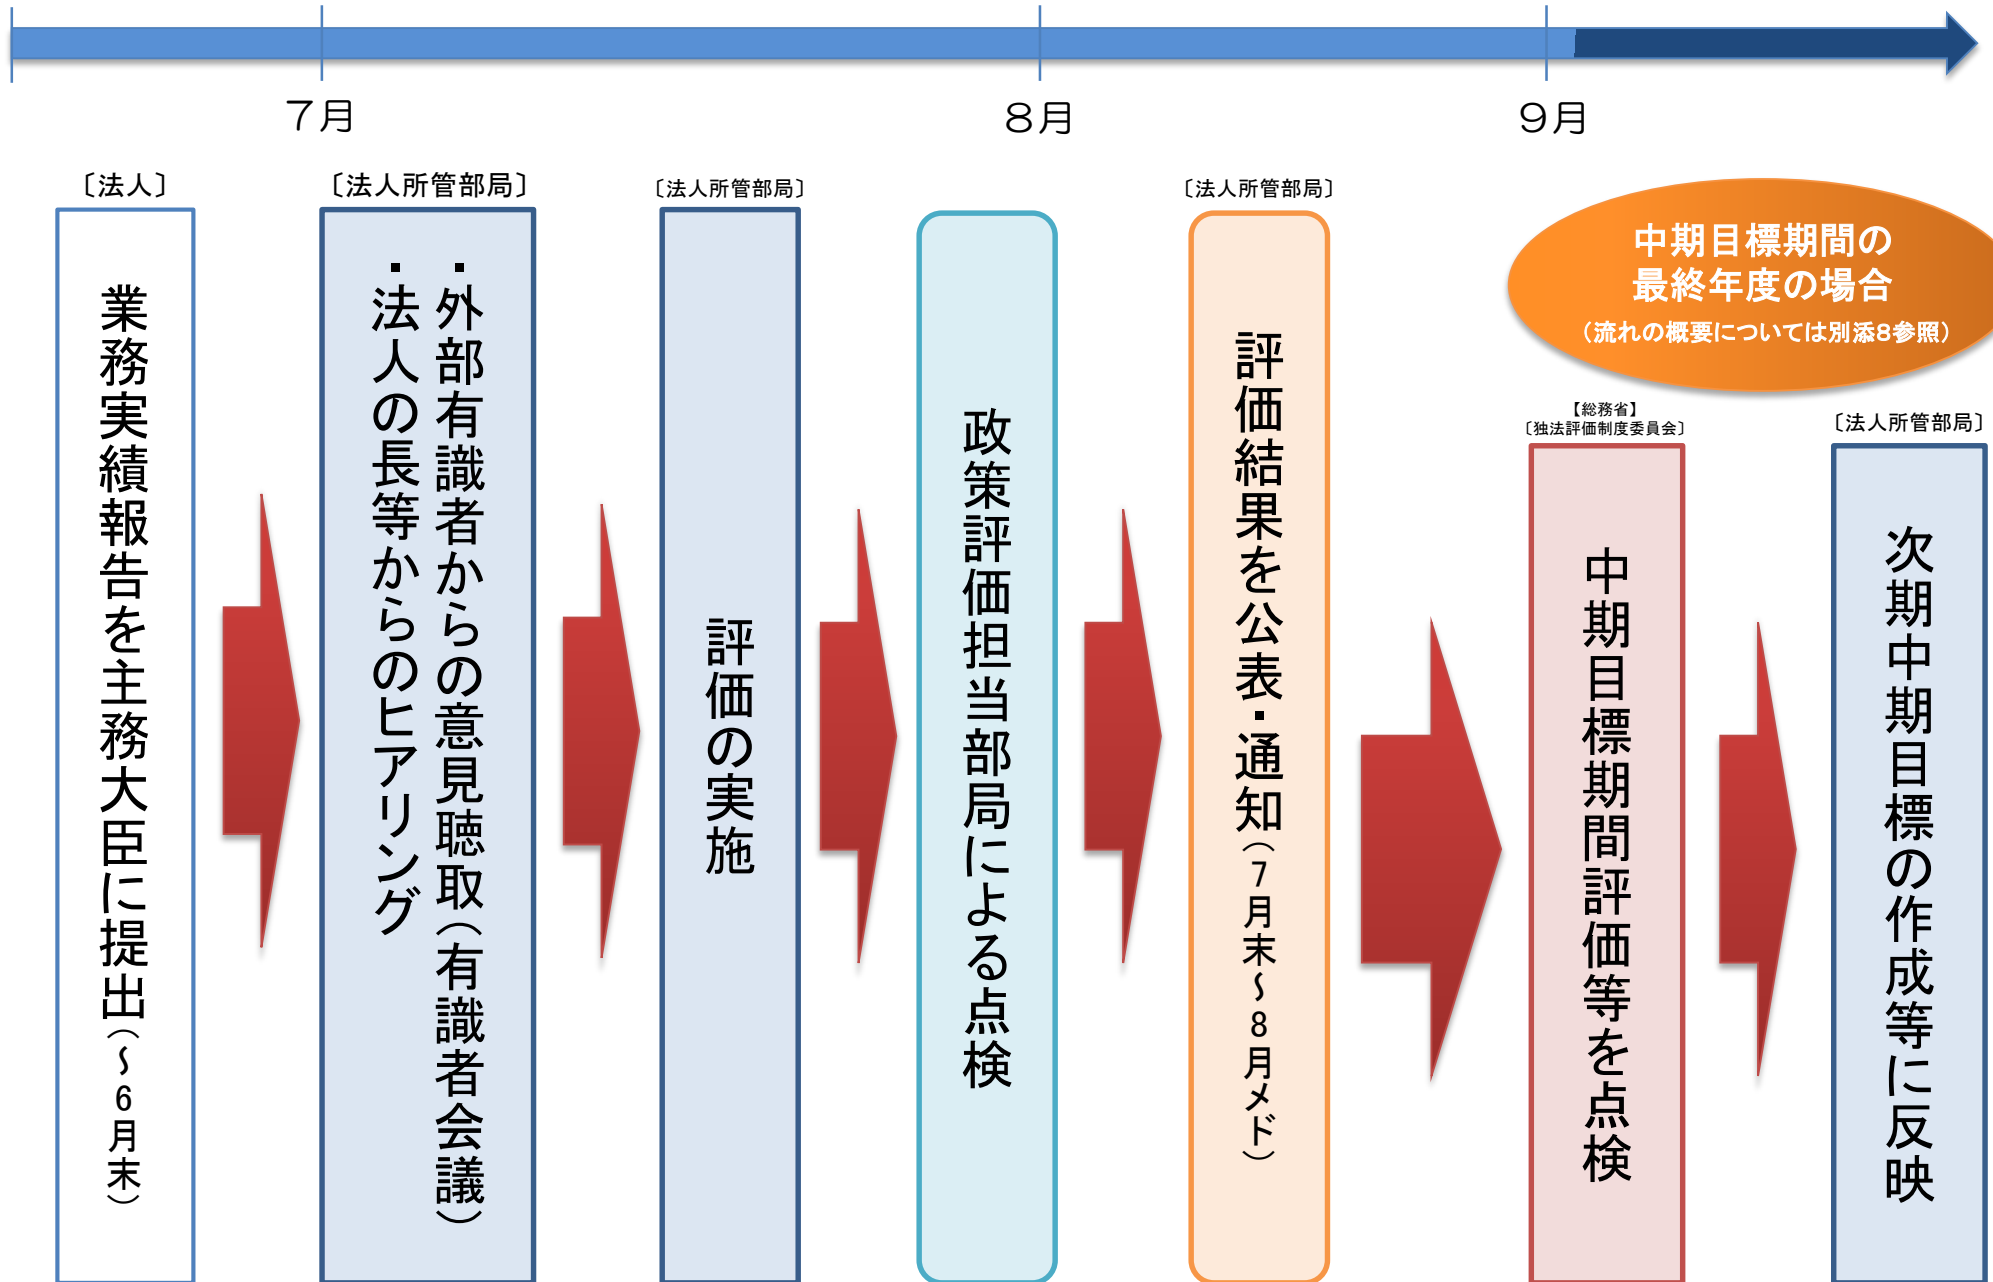 7月
8月
9月
〔法人〕
業務実績報告を主務大臣に提出（～6月末）
〔法人所管部局〕
・外部有識者からの意見聴取（有識者会議）
・法人の長等からのヒアリング
〔法人所管部局〕
評価の実施
政策評価担当部局による点検
〔法人所管部局〕
評価結果を公表・通知（7月末～8月メド）
中期目標期間の
最終年度の場合
（流れの概要については別添8参照）
【総務省】
〔独法評価制度委員会〕
中期目標期間評価等を点検
〔法人所管部局〕
次期中期目標の作成等に反映